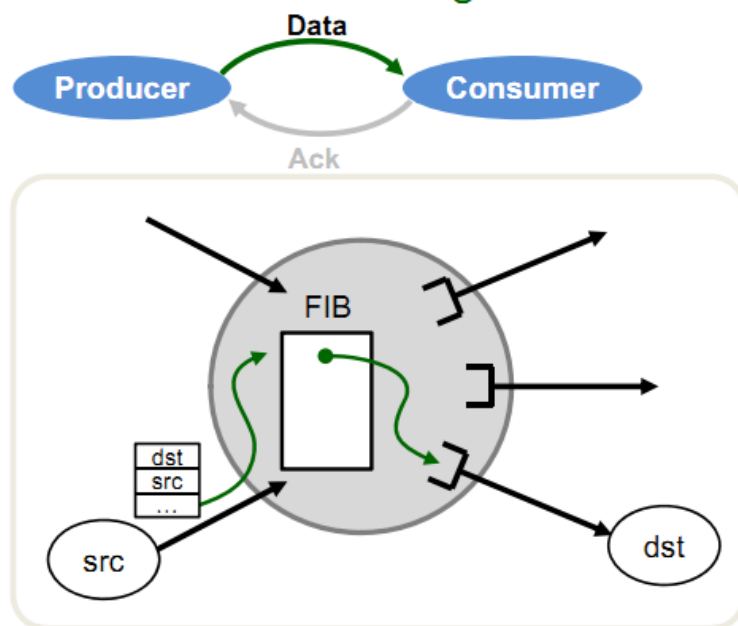 Data
Producer
Consumer
Ack
FIB
dst
src
...
src
dst